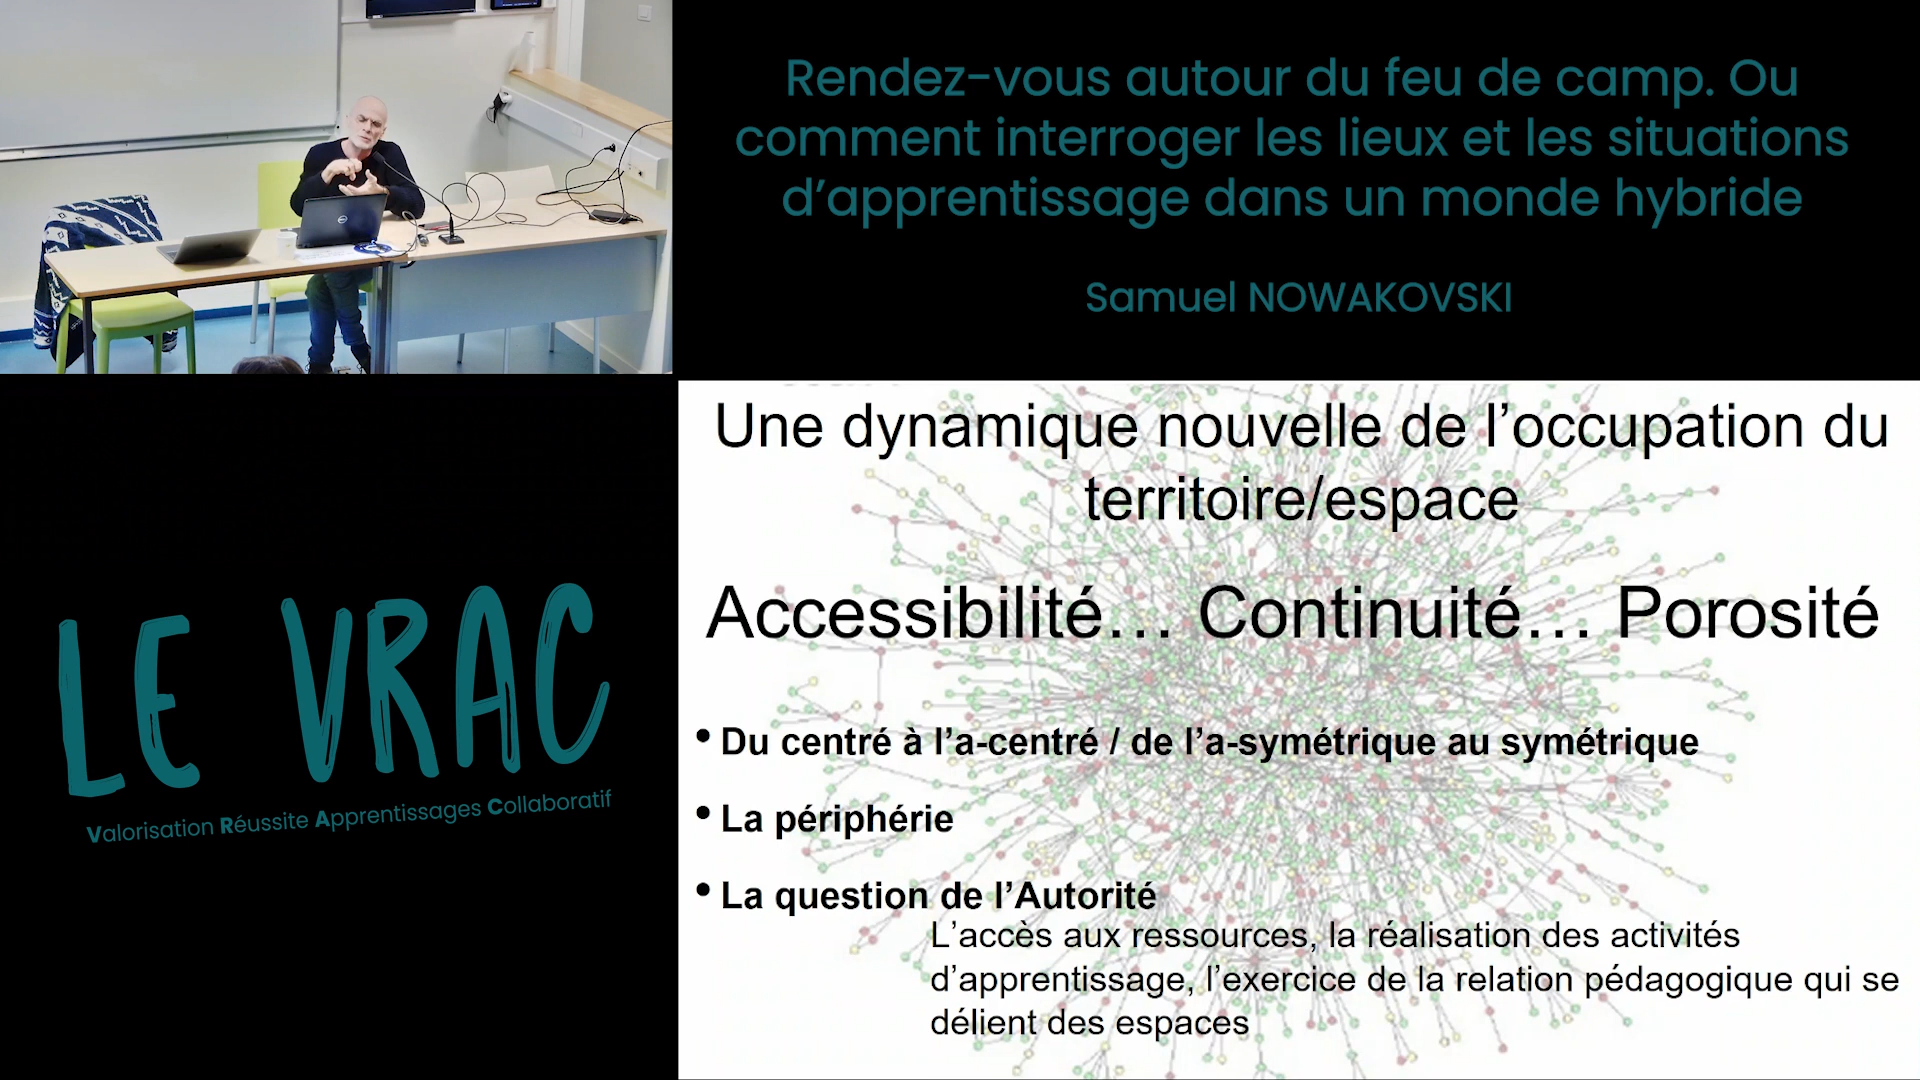 Rendez-vous autour du feu de camp. Ou
comment interroger les lieux et les situations
d’apprentissage dans un monde hybride
Samuel NOWAKOVSKI
Une dynamique nouvelle de l’occupation du
territoire/espace
Accessibilité… Continuité… Porosité
• Du centré à l’a-centré / de l’a-symétrique au symétrique
• La périphérie
• La question de l’Autorité
L’accès aux ressources, la réalisation des activités
d’apprentissage, l’exercice de la relation pédagogique qui se
délient des espaces
LE VRAC
Valorisation Réussite Apprentissages Collaboratif